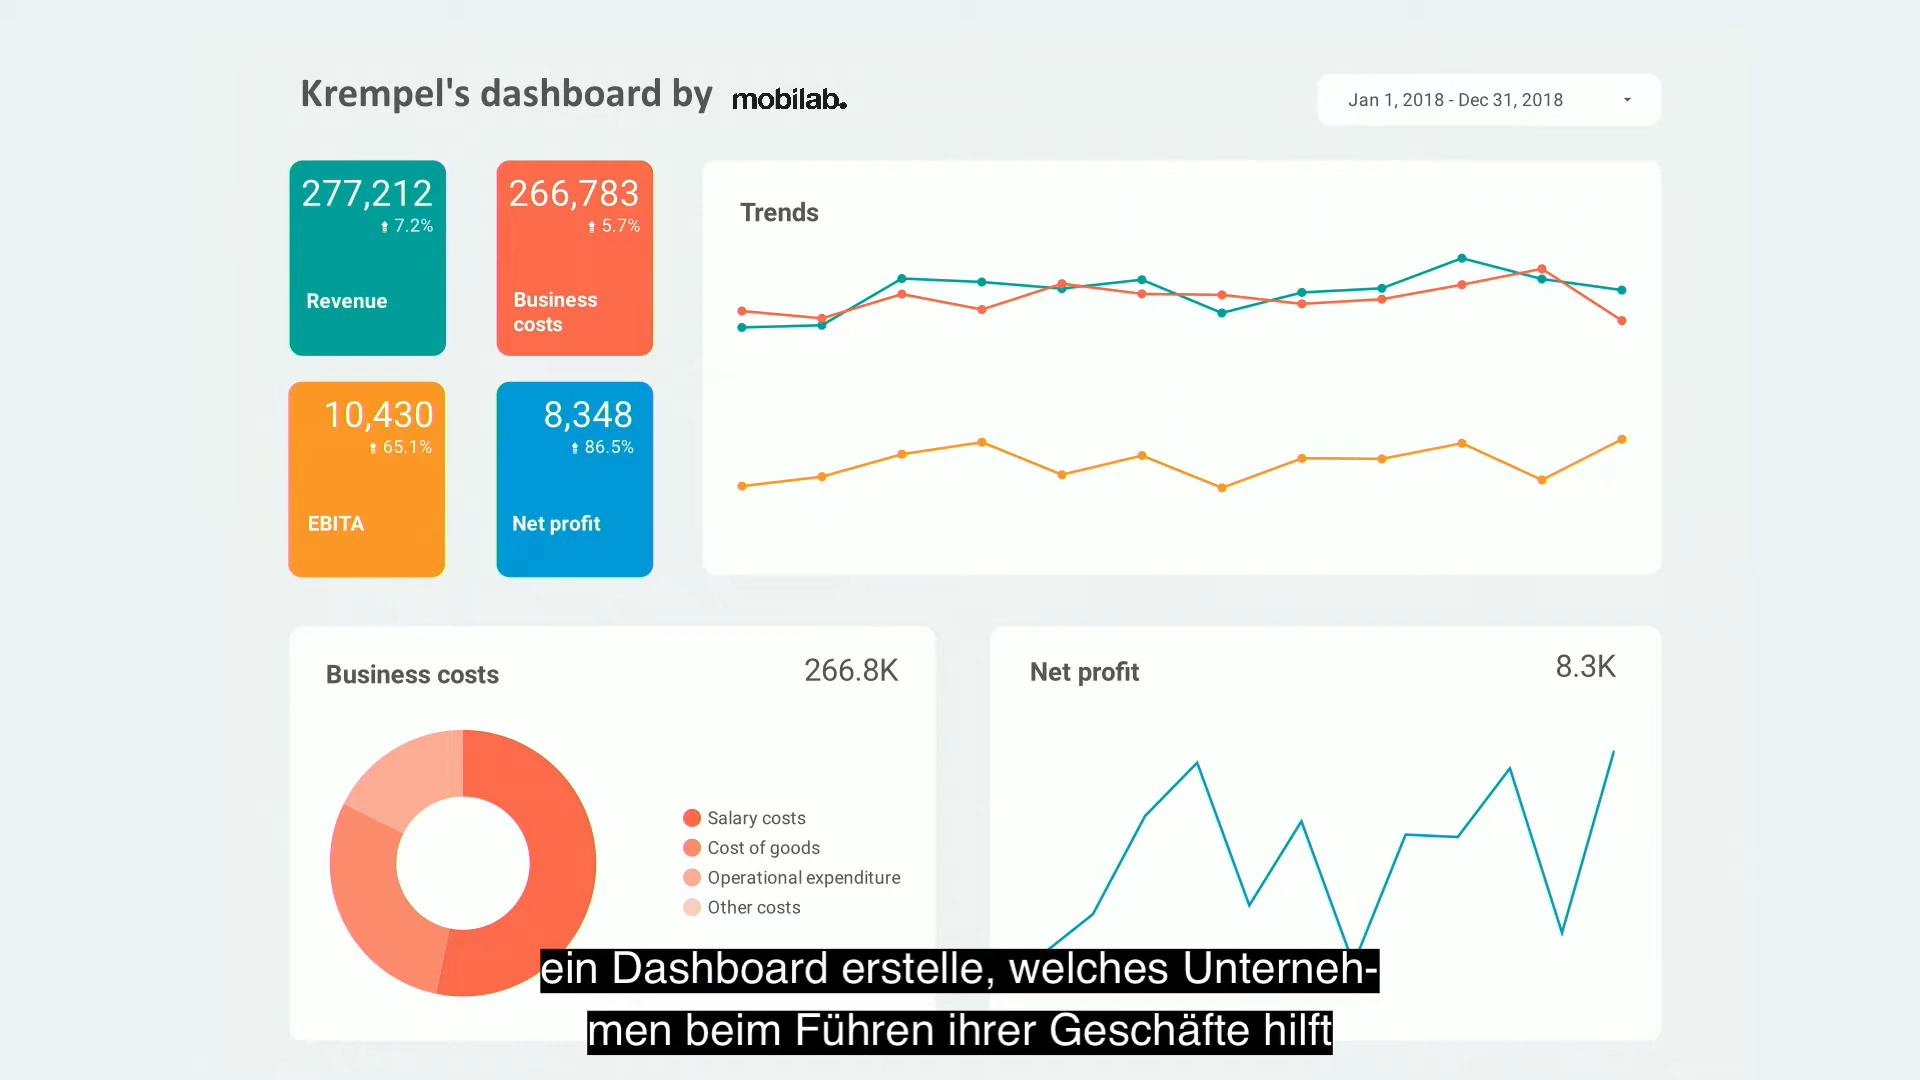 Krempel's dashboard by mobilab.
Jan 1, 2018 - Dec 31, 2018
277,212
7.2%
Revenue
266,783
5.7%
Business
costs
10,430
65.1%
EBITA
8,348
86.5%
Net profit
Trends
Business costs
266.8K
Salary costs
Cost of goods
Operational expenditure
Other costs
Net profit
8.3K
ein Dashboard erstelle, welches Unterneh-
men beim Führen ihrer Geschäfte hilft